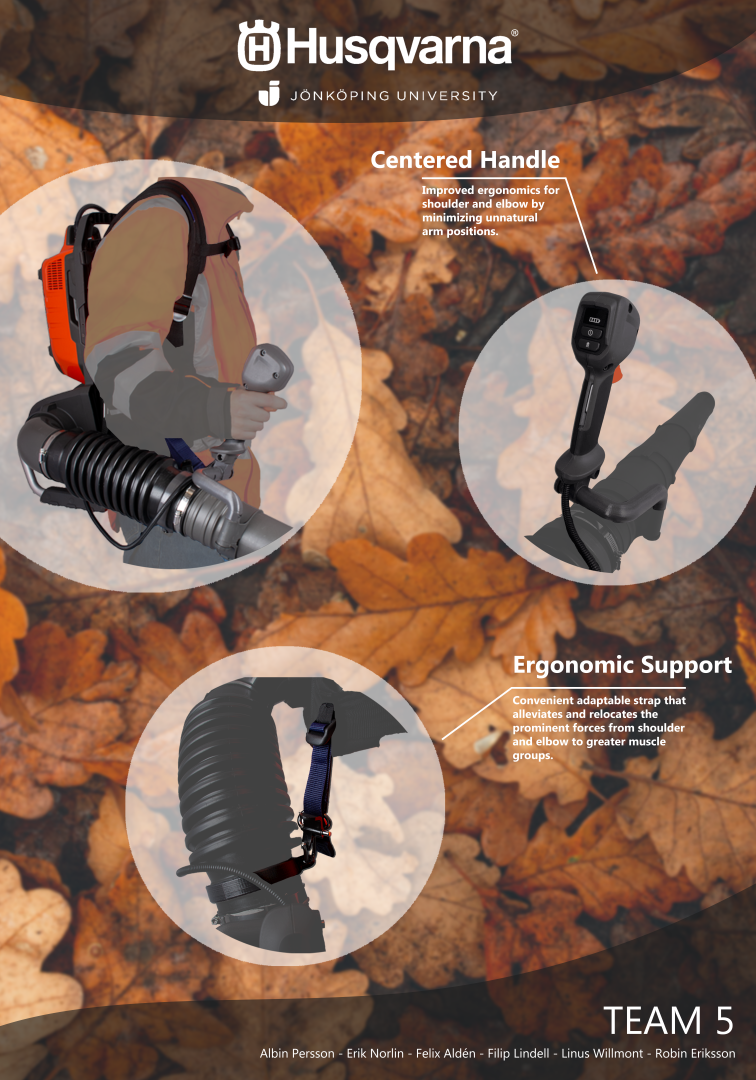 Husqvarna®
JÖNKÖPING UNIVERSITY
Centered Handle
Improved ergonomics for
shoulder and elbow by
minimizing unnatural
arm positions.
Ergonomic Support
Convenient adaptable strap that
alleviates and relocates the
prominent forces from shoulder
and elbow to greater muscle
groups.
TEAM 5
Albin Persson - Erik Norlin - Felix Aldén - Filip Lindell - Linus Willmont - Robin Eriksson